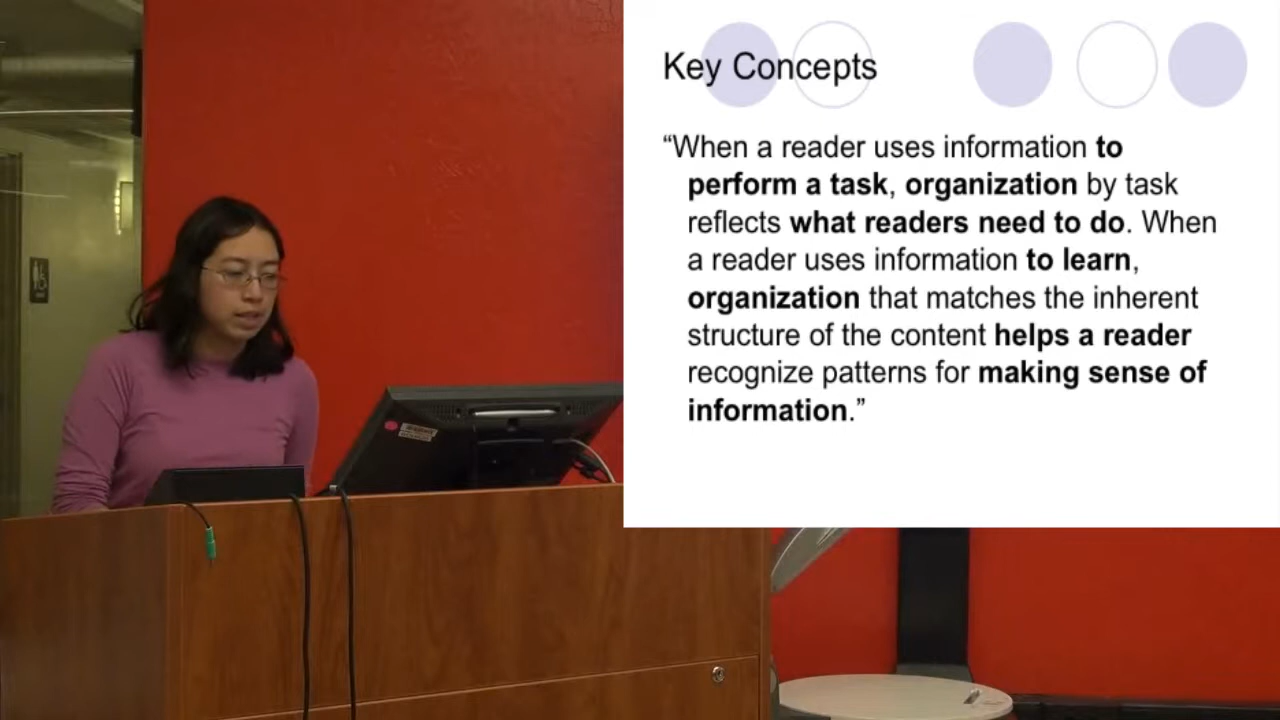 Key Concepts
“When a reader uses information to
perform a task, organization by task
reflects what readers need to do. When
a reader uses information to learn,
organization that matches the inherent
structure of the content helps a reader
recognize patterns for making sense of
information.”